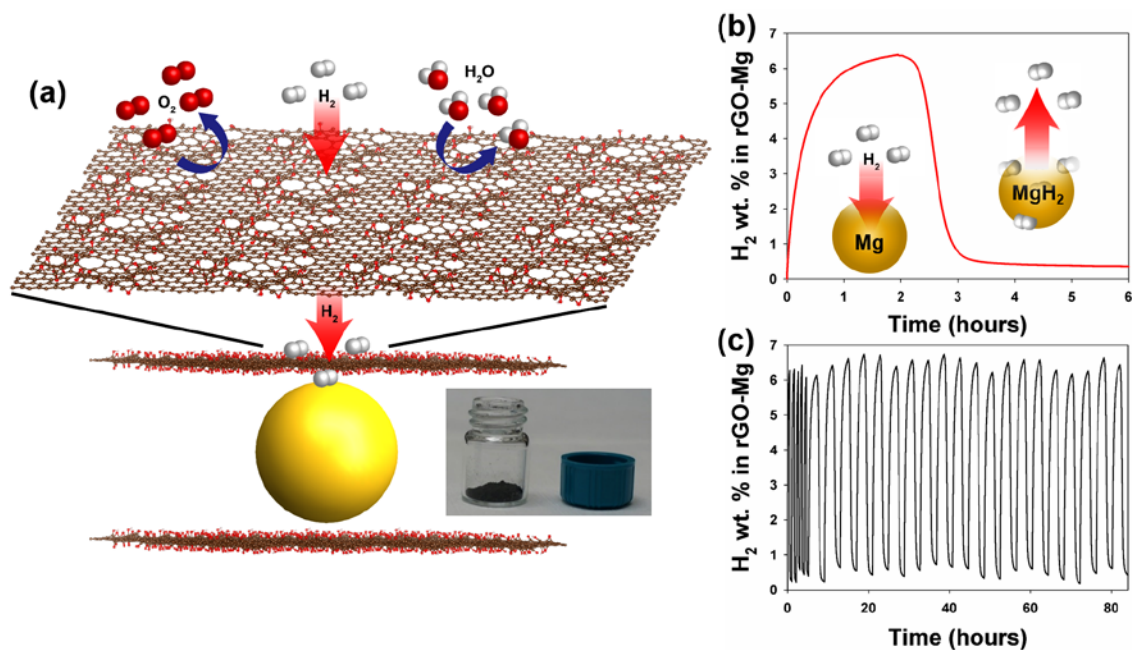 (a)
O2
H2
H2O
H2
(b)
H2 wt. % in rGO-Mg
7
6
5
4
3
2
1
0
H2
Mg
MgH2
0 1 2 3 4 5 6
Time (hours)
(c)
H2 wt. % in rGO-Mg
7
6
5
4
3
2
1
0
0 20 40 60 80
Time (hours)